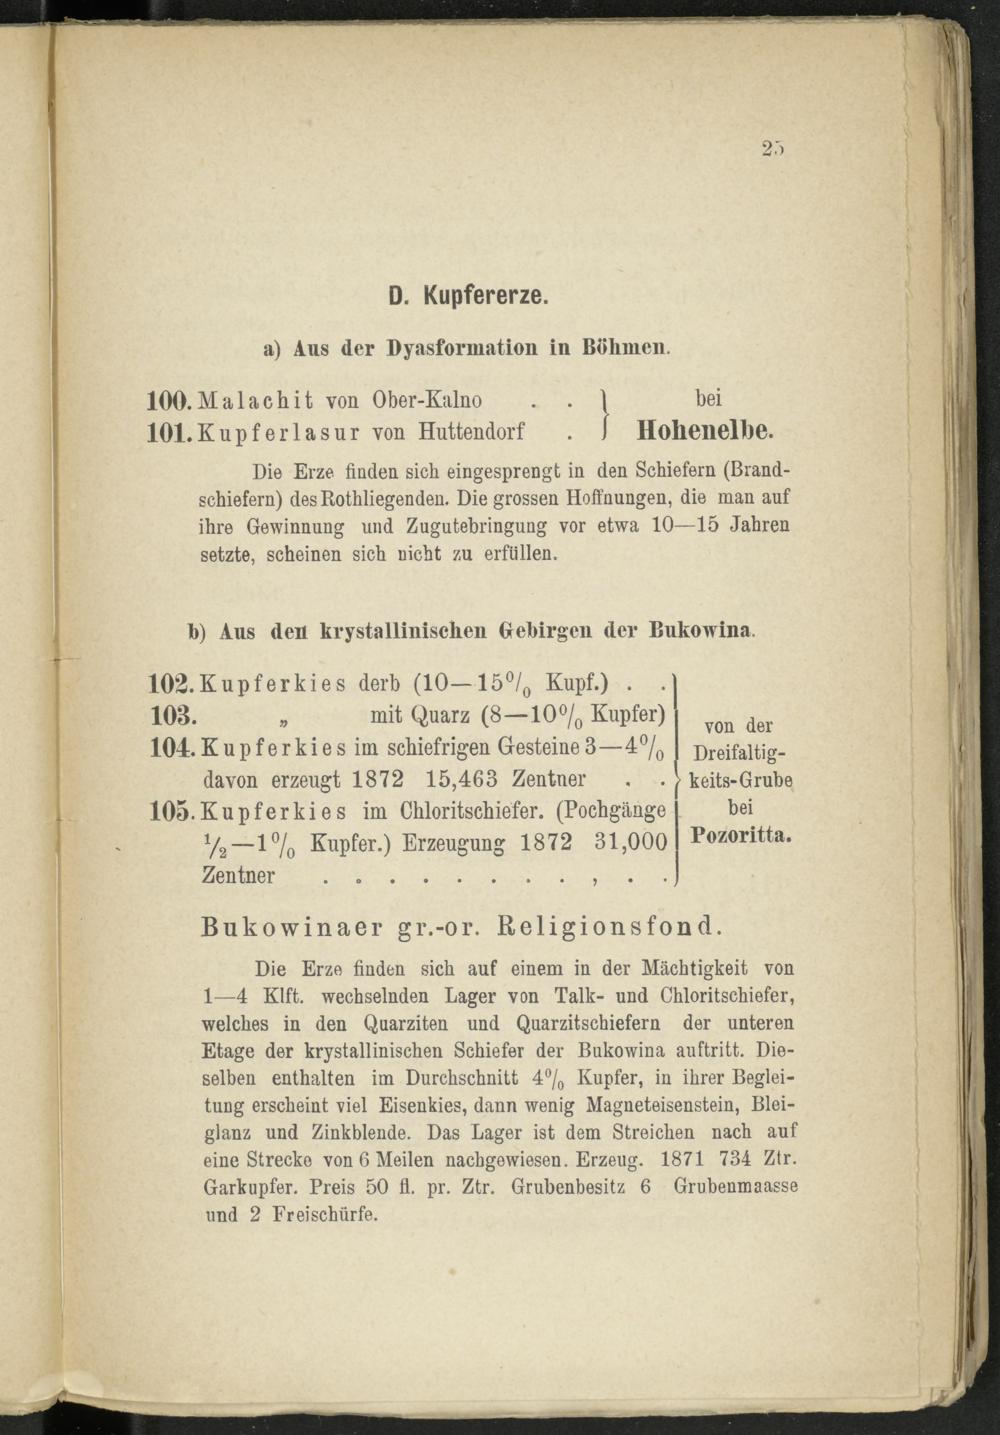 25
D. Kupfererze.
a) Aus der Dyasformation in Böhmen.
100. Malachit von Ober-Kalno . . } bei
101. Kupferlasur von Huttendorf . } Hohenelbe.
Die Erze finden sich eingesprengt in den Schiefern (Brand-
schiefern) des Rothliegenden. Die grossen Hoffnungen, die man auf
ihre Gewinnung und Zugutebringung vor etwa 10—15 Jahren
setzte, scheinen sich nicht zu erfüllen.
b) Aus den krystallinischen Gebirgen der Bukowina.
102. Kupferkies derb (10—15% Kupf.) . .
103. „ mit Quarz (8—10% Kupfer)
104. Kupferkies im schiefrigen Gesteine 3—4%
davon erzeugt 1872 15,463 Zentner . .
105. Kupferkies im Chloritschiefer. (Pochgänge
½—1% Kupfer.) Erzeugung 1872 31,000
Zentner . . . . . . . . , . .
von der
Dreifaltig-
keits-Grube
bei
Pozoritta.
Bukowinaer gr.-or. Religionsfond.
Die Erze finden sich auf einem in der Mächtigkeit von
1—4 Klft. wechselnden Lager von Talk- und Chloritschiefer,
welches in den Quarziten und Quarzitschiefern der unteren
Etage der krystallinischen Schiefer der Bukowina auftritt. Die-
selben enthalten im Durchschnitt 4% Kupfer, in ihrer Beglei-
tung erscheint viel Eisenkies, dann wenig Magneteisenstein, Blei-
glanz und Zinkblende. Das Lager ist dem Streichen nach auf
eine Strecke von 6 Meilen nachgewiesen. Erzeug. 1871 734 Ztr.
Garkupfer. Preis 50 fl. pr. Ztr. Grubenbesitz 6 Grubenmaasse
und 2 Freischürfe.